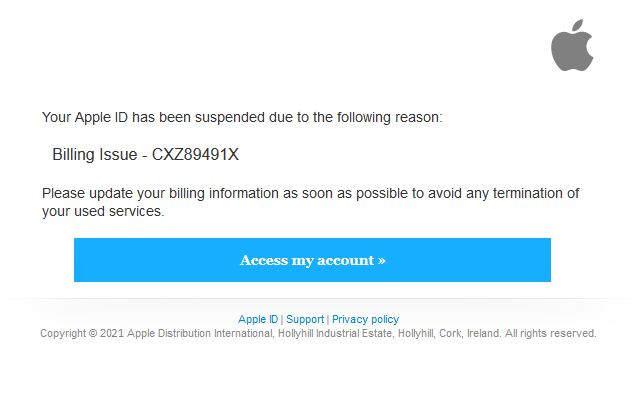 Your Apple ID has been suspended due to the following reason:
Billing Issue - CXZ89491X
Please update your billing information as soon as possible to avoid any termination of
your used services.
Access my account »
Apple ID | Support | Privacy policy
Copyright © 2021 Apple Distribution International, Hollyhill Industrial Estate, Hollyhill, Cork, Ireland. All rights reserved.